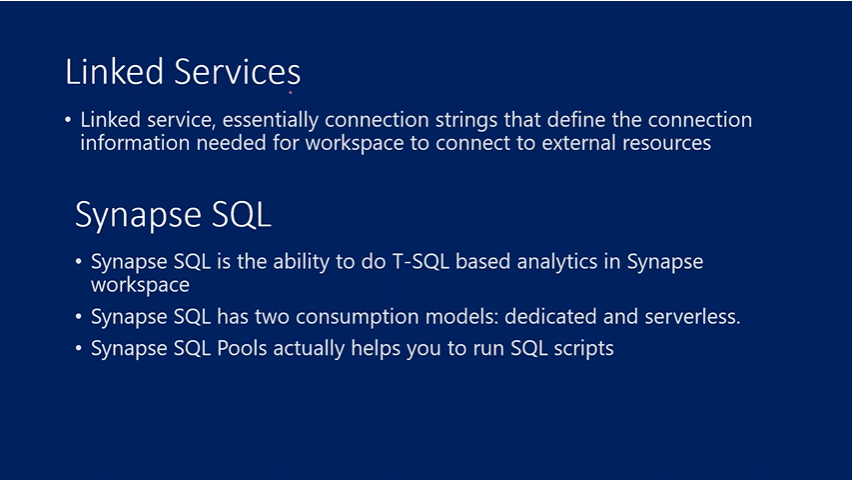 Linked Services
• Linked service, essentially connection strings that define the connection
information needed for workspace to connect to external resources
Synapse SQL
• Synapse SQL is the ability to do T-SQL based analytics in Synapse
workspace
• Synapse SQL has two consumption models: dedicated and serverless.
• Synapse SQL Pools actually helps you to run SQL scripts